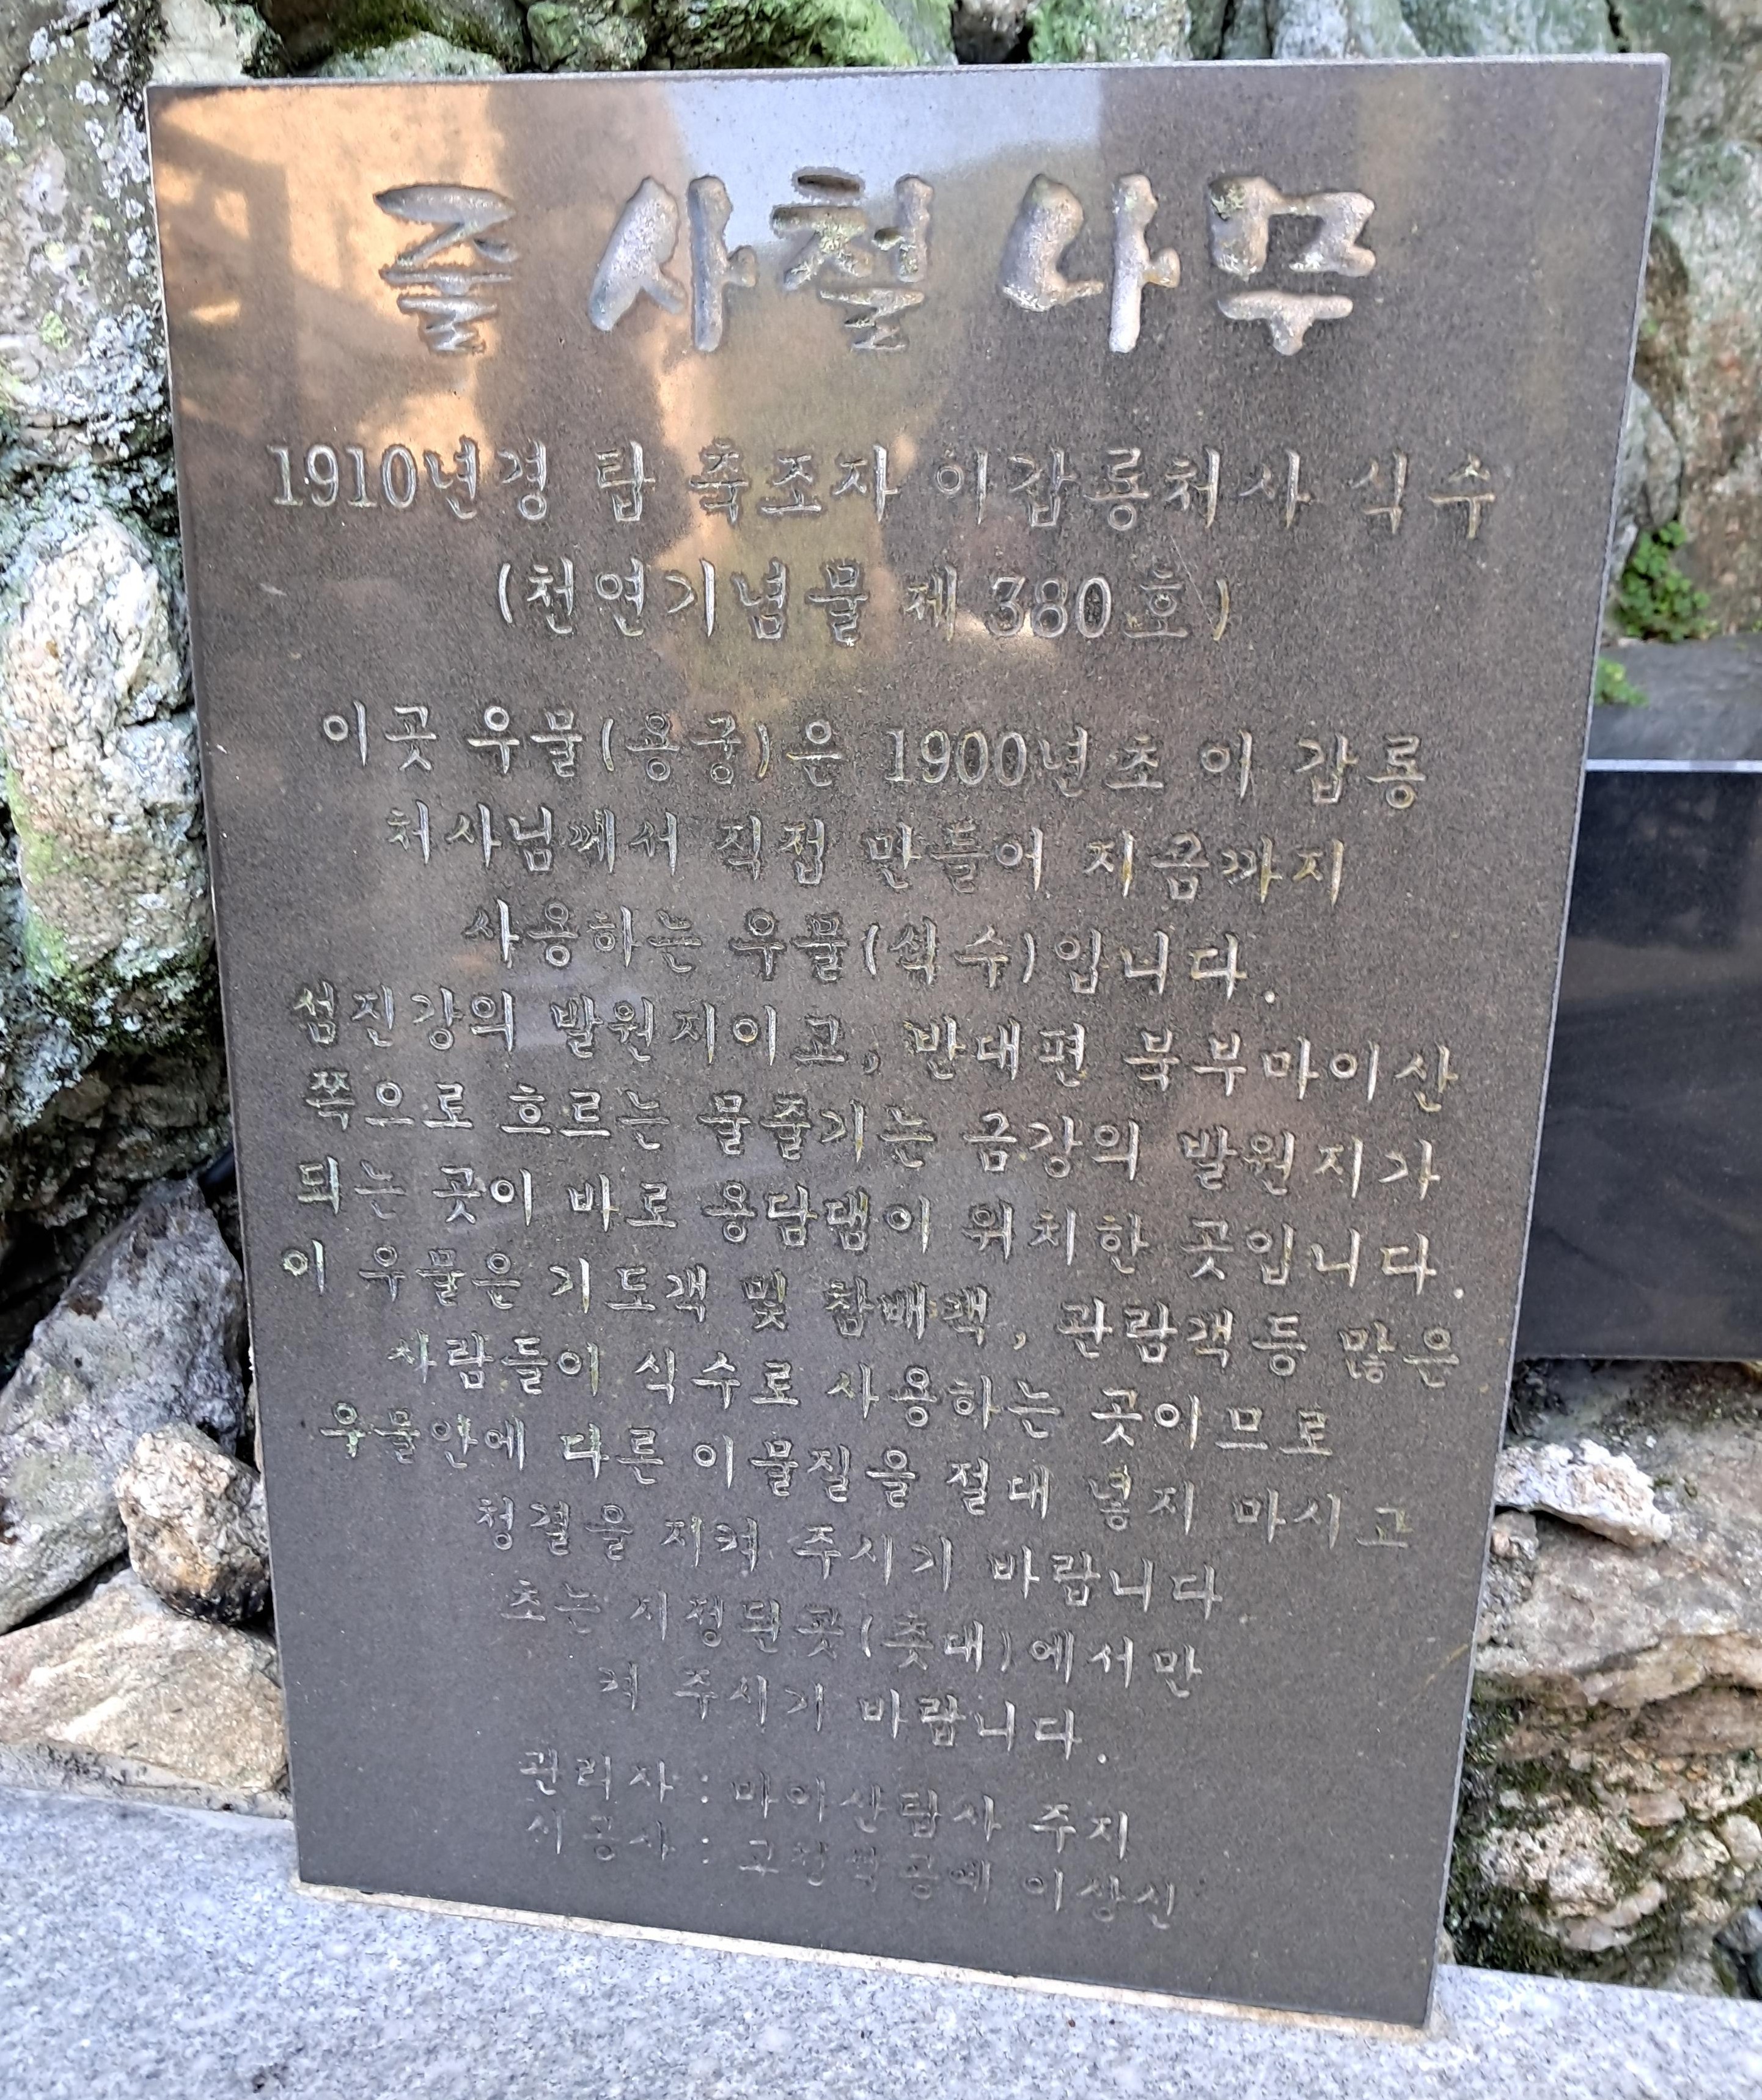 줄 사철 나무
1910년경 탑 축조자 이갑룡처사 식수
(천연기념물 제 380호)
이곳 우물(용궁)은 1900년초 이 갑룡
처사님께서 직접 만들어 지금까지
사용하는 우물(식수)입니다.
섬진강의 발원지이고, 반대편 북부마이산
쪽으로 흐르는 물줄기는 금강의 발원지가
되는 곳이 바로 용담댐이 위치한 곳입니다.
이 우물은 기도객 및 참배객, 관람객등 많은
사람들이 식수로 사용하는 곳이므로
우물안에 다른 이물질을 절대 넣지 마시고
청결을 지켜 주시기 바랍니다
초는 지정된곳(촛대)에서만
켜 주시기 바랍니다.
관리자 : 마이산탑사 주지
시공사 : 이상신